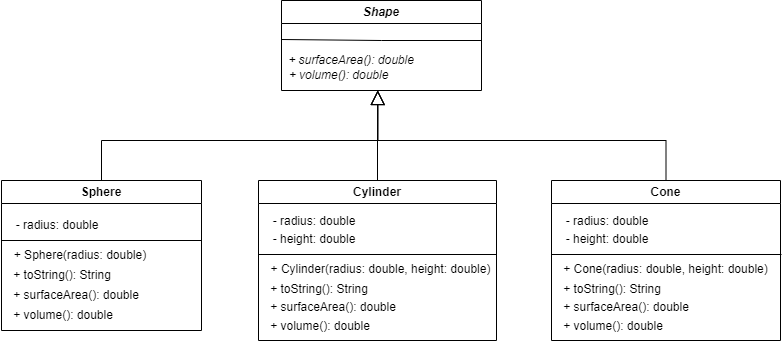 Shape
+ surfaceArea(): double
+ volume(): double
Sphere
- radius: double
+ Sphere(radius: double)
+ toString(): String
+ surfaceArea(): double
+ volume(): double
Cylinder
- radius: double
- height: double
+ Cylinder(radius: double, height: double)
+ toString(): String
+ surfaceArea(): double
+ volume(): double
Cone
- radius: double
- height: double
+ Cone(radius: double, height: double)
+ toString(): String
+ surfaceArea(): double
+ volume(): double